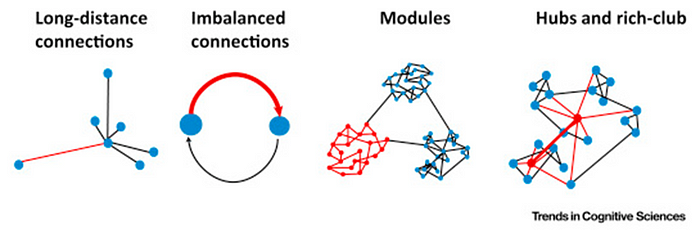 Long-distance
connections
Imbalanced
connections
Modules
Hubs and rich-club
Trends in Cognitive Sciences